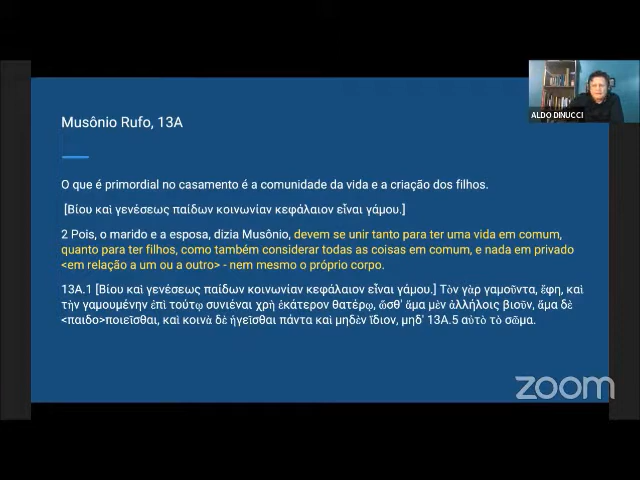 ALDO DINUCCI
Musônio Rufo, 13A
O que é primordial no casamento é a comunidade da vida e a criação dos filhos.
[Βίου καὶ γενέσεως παίδων κοινωνίαν κεφάλαιον εἶναι γάμου.]
2 Pois, o marido e a esposa, dizia Musônio, devem se unir tanto para ter uma vida em comum,
quanto para ter filhos, como também considerar todas as coisas em comum, e nada em privado
<em relação a um ou a outro> - nem mesmo o próprio corpo.
13A.1 [Βίου καὶ γενέσεως παίδων κοινωνίαν κεφάλαιον εἶναι γάμου.] Τὸν γὰρ γαμοῦντα, ἔφη, καὶ
τὴν γαμουμένην ἐπὶ τούτῳ συνιέναι χρὴ ἑκάτερον θατέρῳ, ὥσθ' ἅμα μὲν ἀλλήλοις βιοῦν, ἅμα δὲ
<παιδο>ποιεῖσθαι, καὶ κοινὰ δὲ ἡγεῖσθαι πάντα καὶ μηδὲν ἴδιον, μηδ' 13A.5 αὐτὸ τὸ σῶμα.
zoom